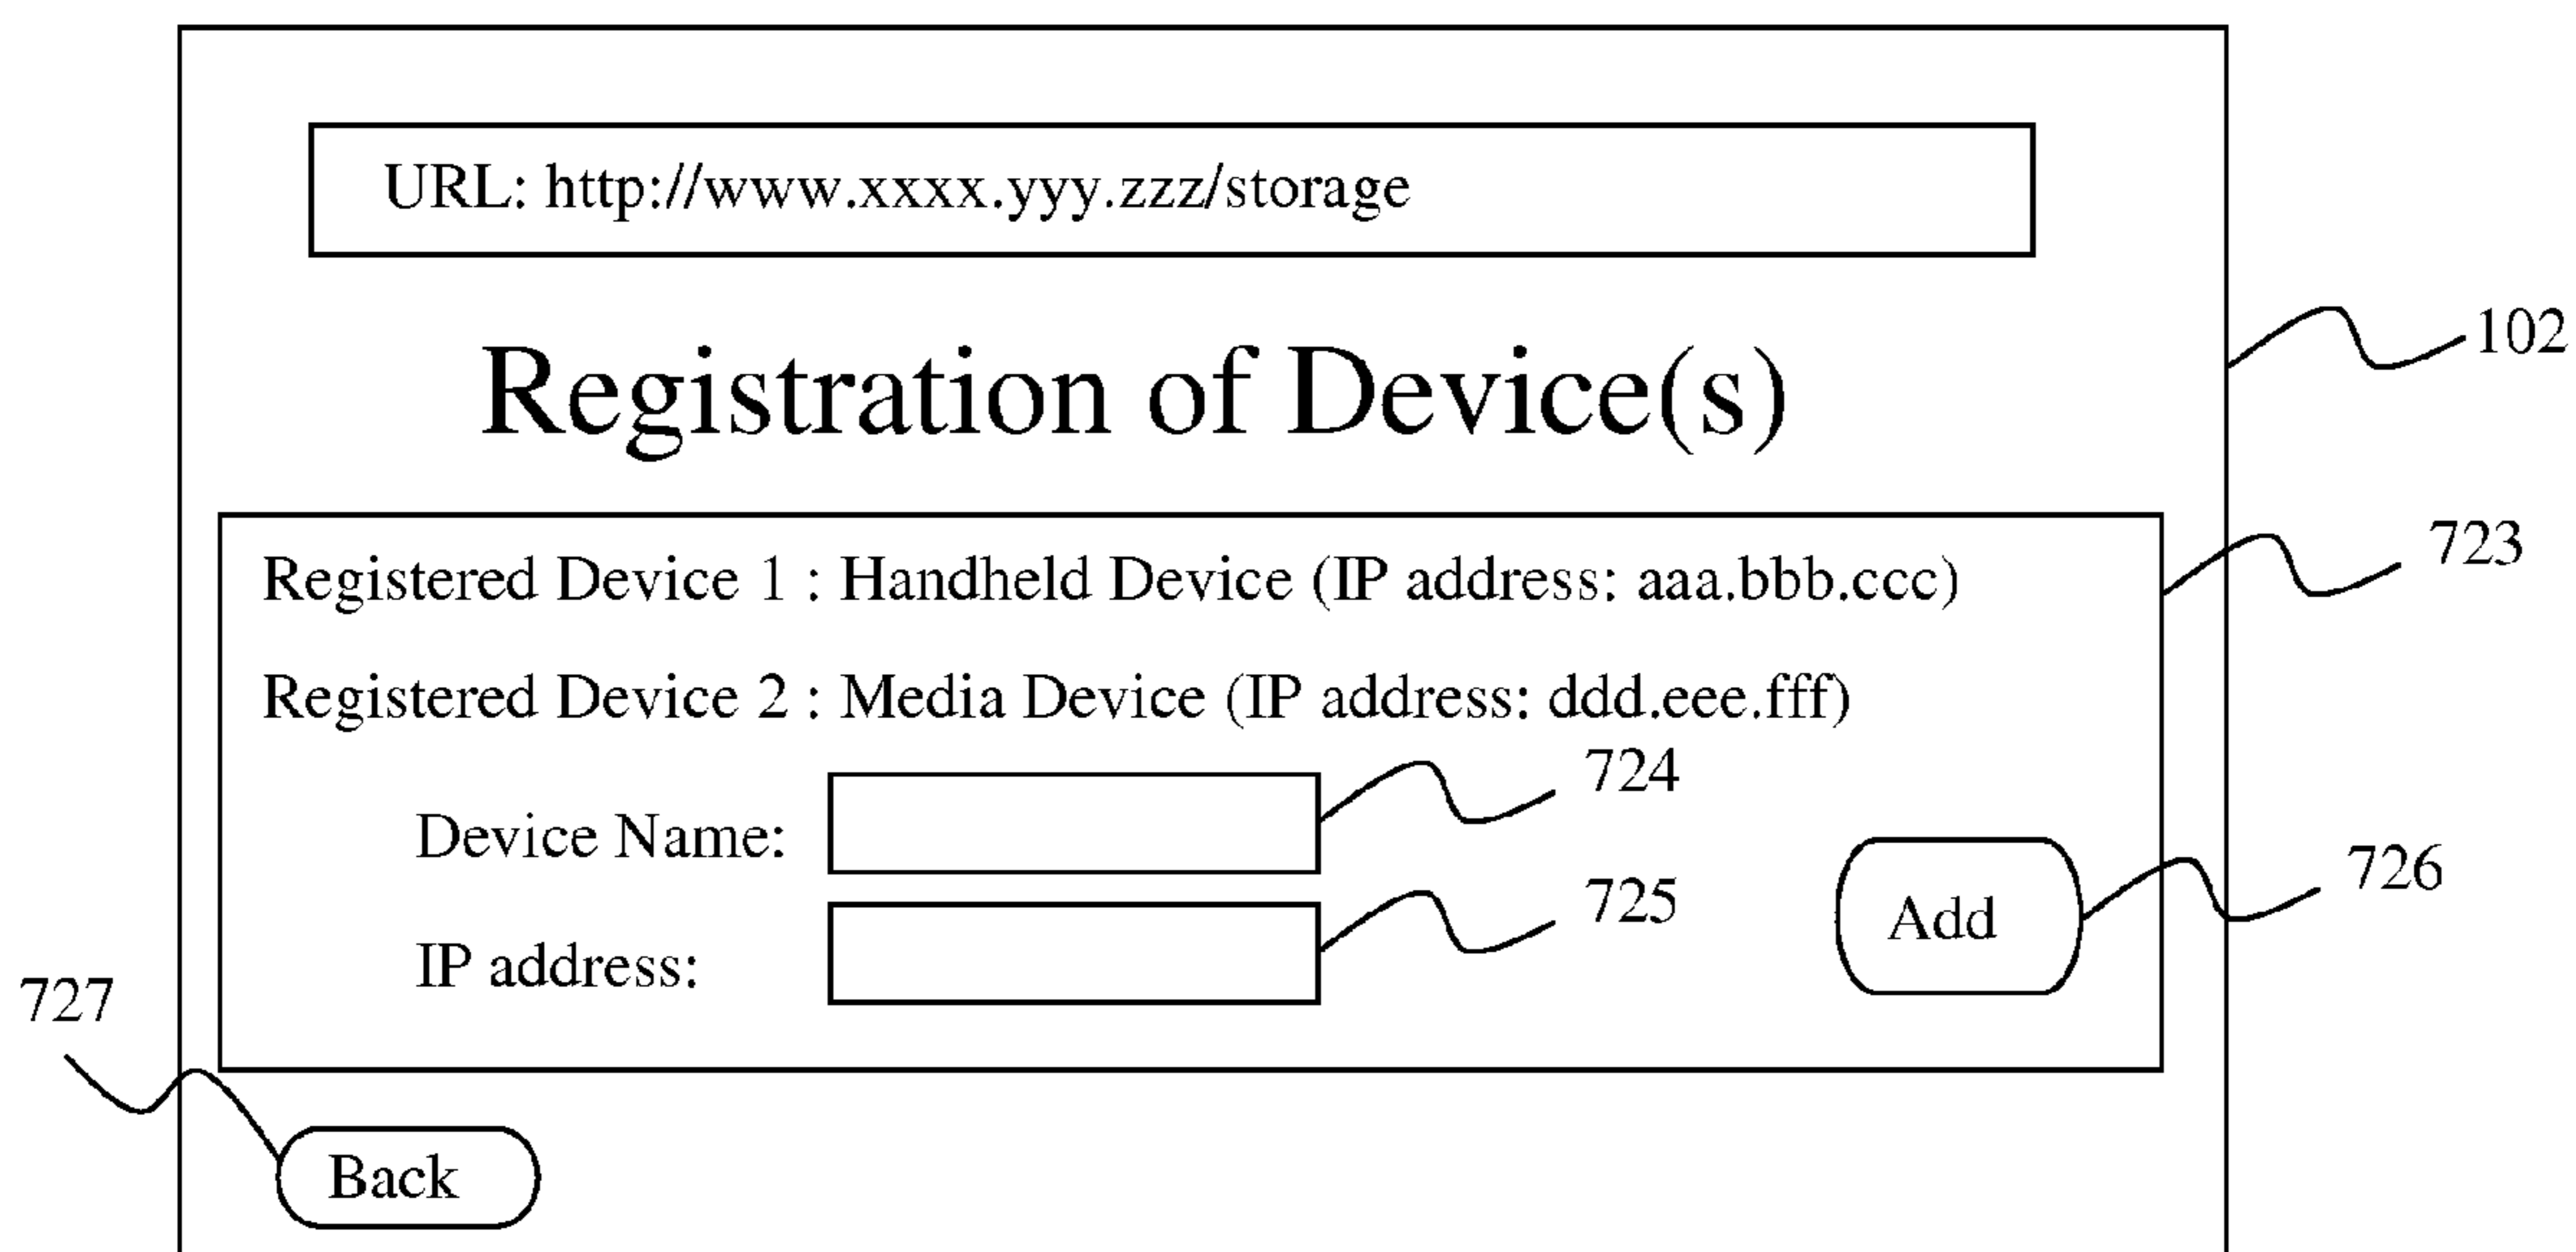 URL: http://www.xxxx.yyy.zzz/storage
Registration of Device(s)
102
Registered Device 1 : Handheld Device (IP address: aaa.bbb.ccc)
723
Registered Device 2 : Media Device (IP address: ddd.eee.fff)
Device Name:
724
IP address:
725
Add
726
727
Back